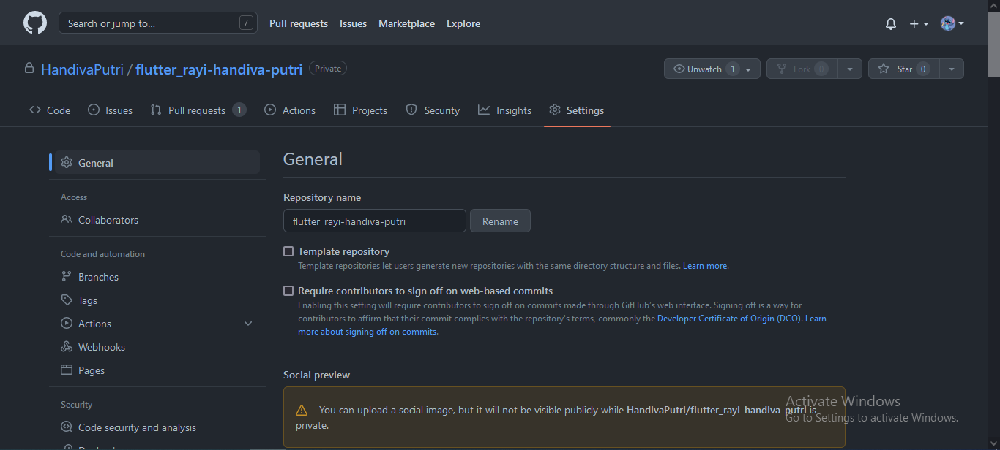 Search or jump to... /
Pull requests
Issues
Marketplace
Explore
HandivaPutri / flutter_rayi-handiva-putri Private
Unwatch 1
Fork 0
Star 0
Code
Issues
Pull requests 1
Actions
Projects
Security
Insights
Settings
General
Access
Collaborators
Code and automation
Branches
Tags
Actions
Webhooks
Pages
Security
Code security and analysis
General
Repository name
flutter_rayi-handiva-putri
Rename
Template repository
Template repositories let users generate new repositories with the same directory structure and files. Learn more.
Require contributors to sign off on web-based commits
Enabling this setting will require contributors to sign off on commits made through GitHub's web interface. Signing off is a way for
contributors to affirm that their commit complies with the repository's terms, commonly the Developer Certificate of Origin (DCO). Learn
more about signing off on commits.
Social preview
You can upload a social image, but it will not be visible publicly while HandivaPutri/flutter_rayi-handiva-putri is
private.
Activate Windows
Go to Settings to activate Windows.